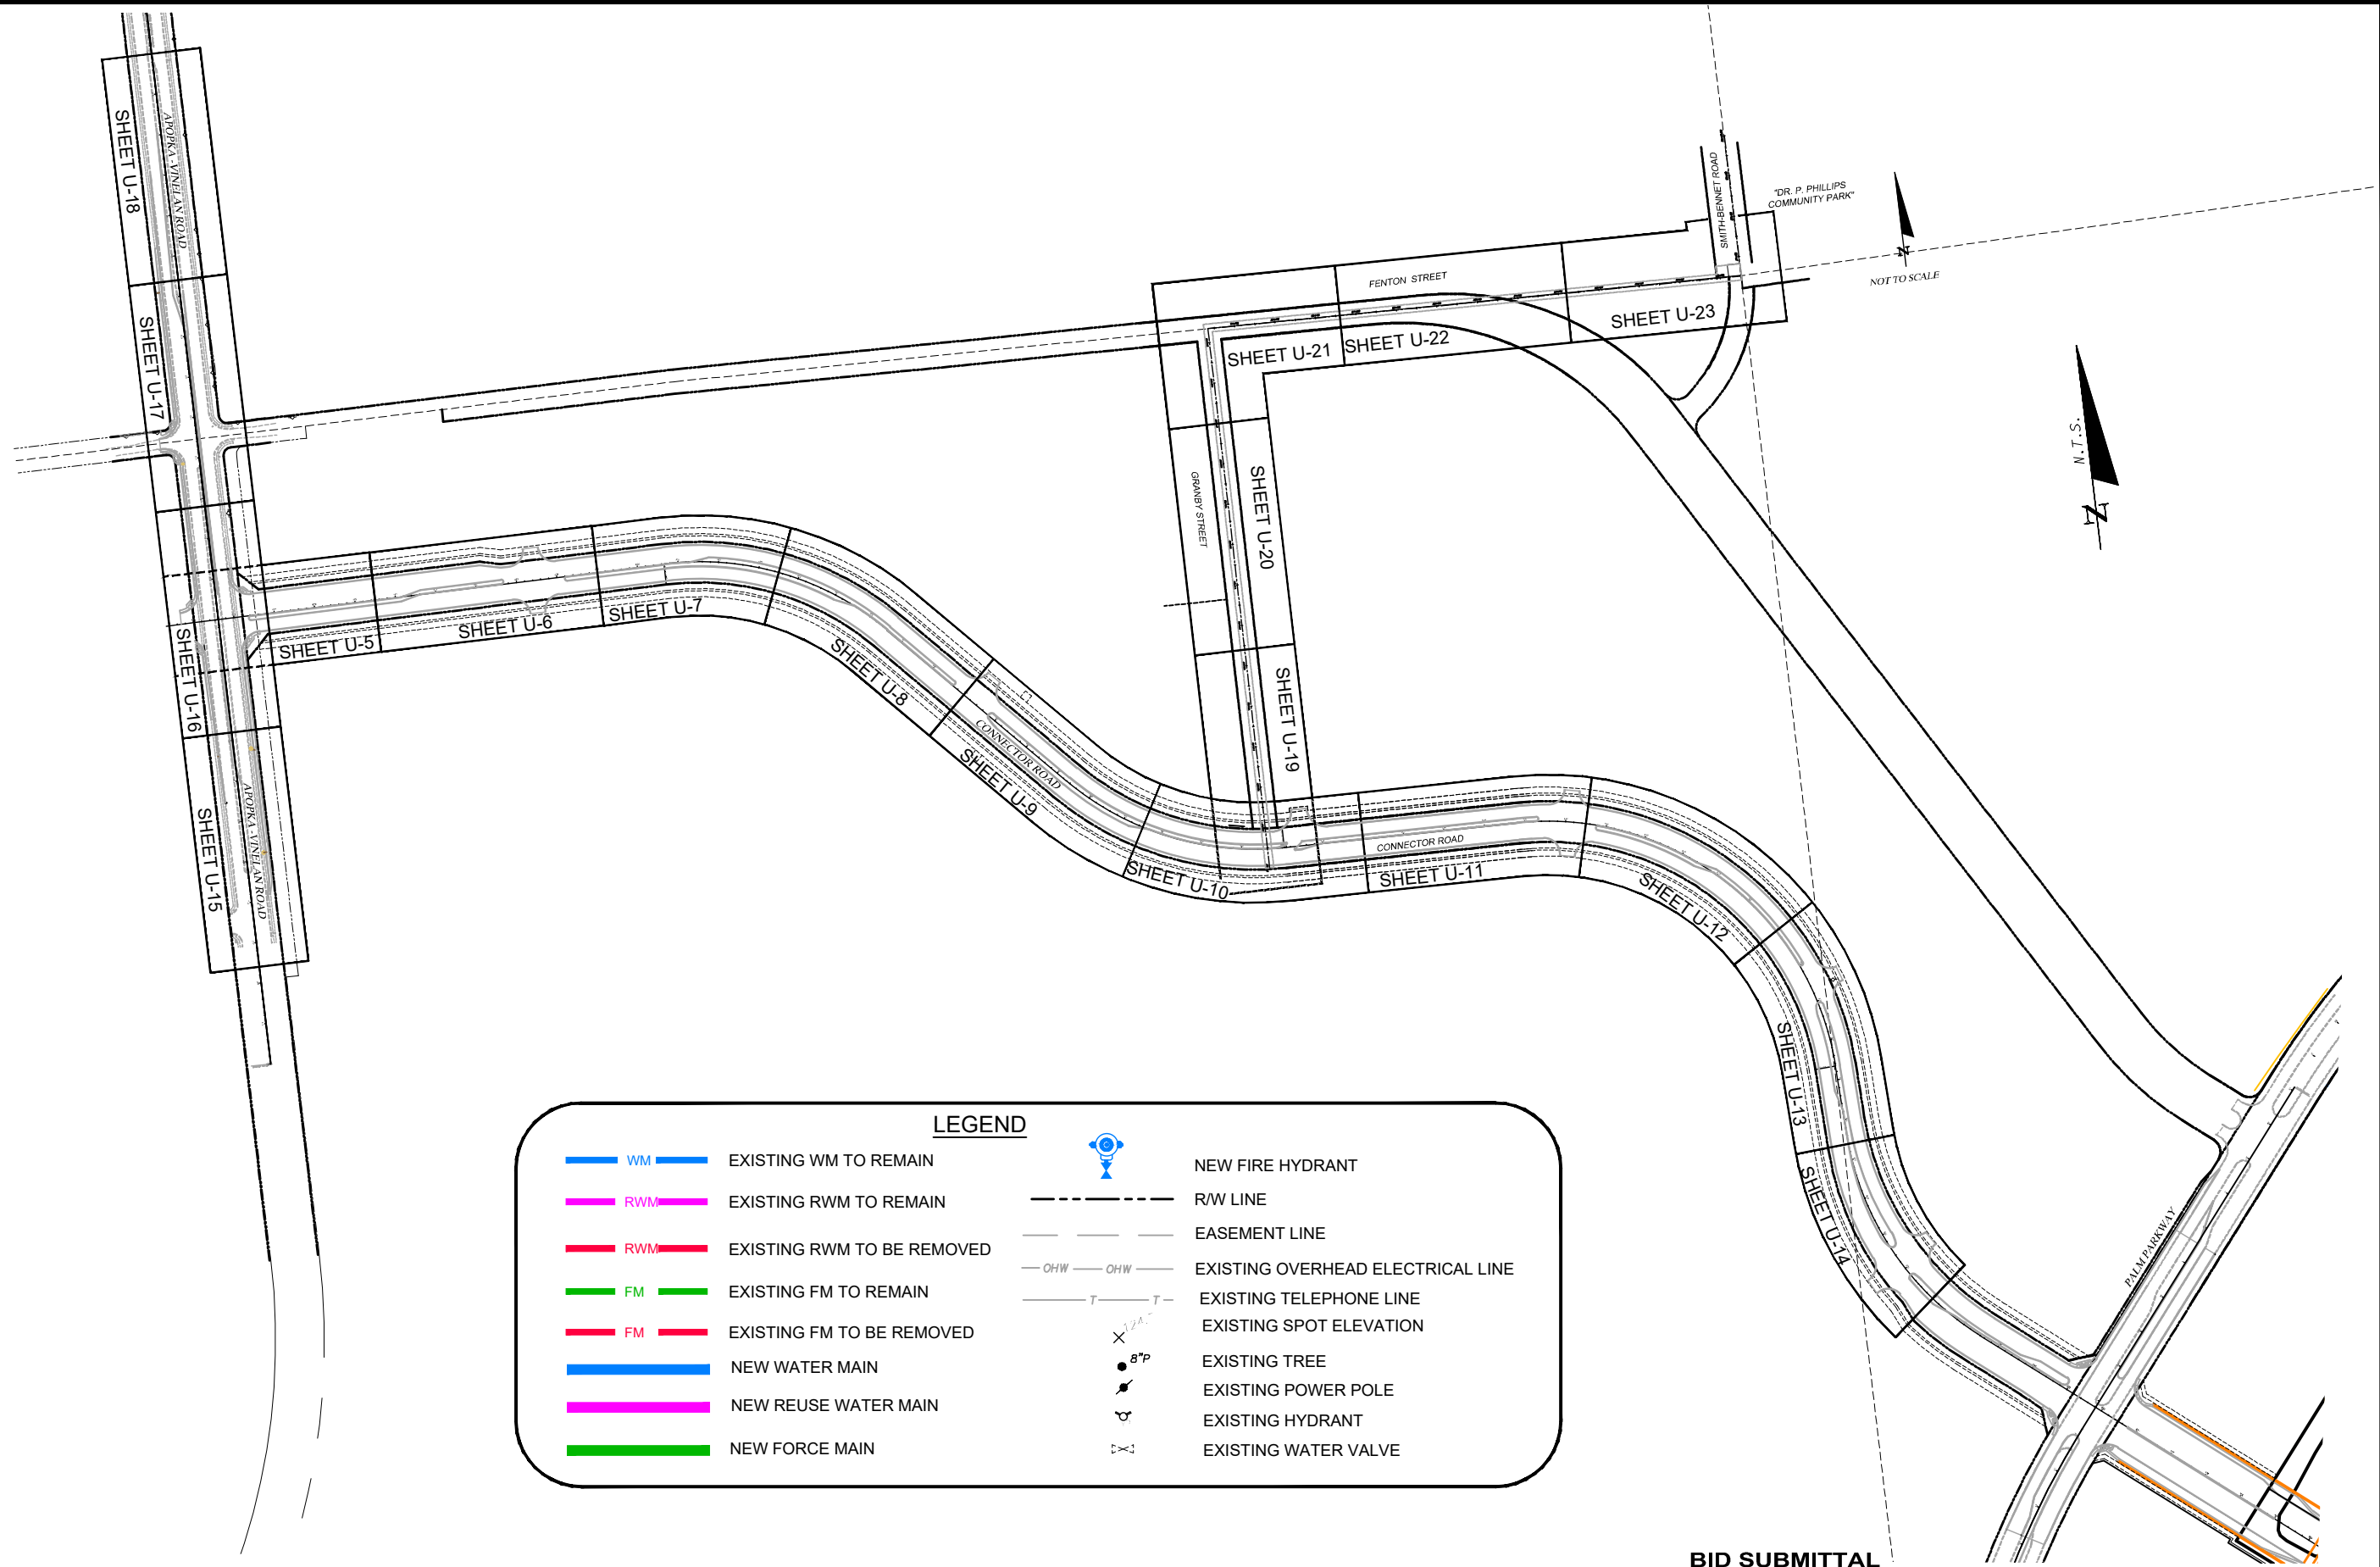 SHEET U-18
APOPKA -VINELAN ROAD
SHEET U-17
SMITH-BENNET ROAD
"DR. P. PHILLIPS
COMMUNITY PARK"
N
NOT TO SCALE
FENTON STREET
SHEET U-21
SHEET U-22
SHEET U-23
N.T.S.
N
GRANBY STREET
SHEET U-20
SHEET U-19
SHEET U-16
SHEET U-5
SHEET U-6
SHEET U-7
SHEET U-8
CONNECTOR ROAD
SHEET U-9
SHEET U-10
CONNECTOR ROAD
SHEET U-11
SHEET U-12
SHEET U-13
SHEET U-14
SHEET U-15
APOPKA -VINELAN ROAD
PALM PARKWAY
LEGEND
WM EXISTING WM TO REMAIN
RWM EXISTING RWM TO REMAIN
RWM EXISTING RWM TO BE REMOVED
FM EXISTING FM TO REMAIN
FM EXISTING FM TO BE REMOVED
NEW WATER MAIN
NEW REUSE WATER MAIN
NEW FORCE MAIN
NEW FIRE HYDRANT
R/W LINE
EASEMENT LINE
OHW OHW EXISTING OVERHEAD ELECTRICAL LINE
T T EXISTING TELEPHONE LINE
EXISTING SPOT ELEVATION
8"P EXISTING TREE
EXISTING POWER POLE
EXISTING HYDRANT
EXISTING WATER VALVE
BID SUBMITTAL